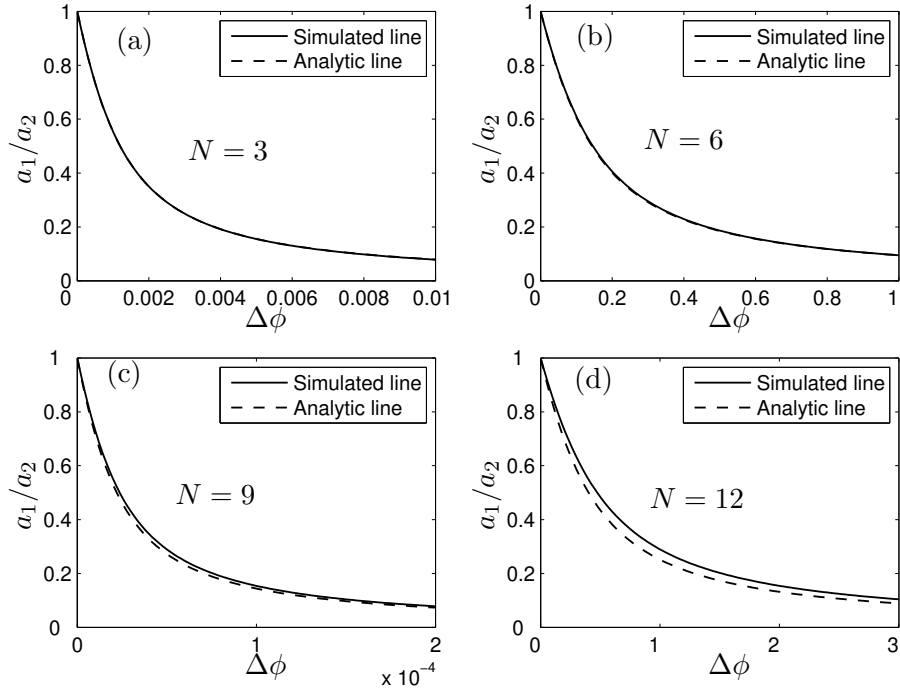 (a)
Simulated line
Analytic line
N = 3
a₁/a₂
1
0.8
0.6
0.4
0.2
0
0 0.002 0.004 0.006 0.008 0.01
Δϕ
(b)
Simulated line
Analytic line
N = 6
a₁/a₂
1
0.8
0.6
0.4
0.2
0
0 0.2 0.4 0.6 0.8 1
Δϕ
(c)
Simulated line
Analytic line
N = 9
a₁/a₂
1
0.8
0.6
0.4
0.2
0
0 1 2
Δϕ
x 10⁻⁴
(d)
Simulated line
Analytic line
N = 12
a₁/a₂
1
0.8
0.6
0.4
0.2
0
0 1 2 3
Δϕ